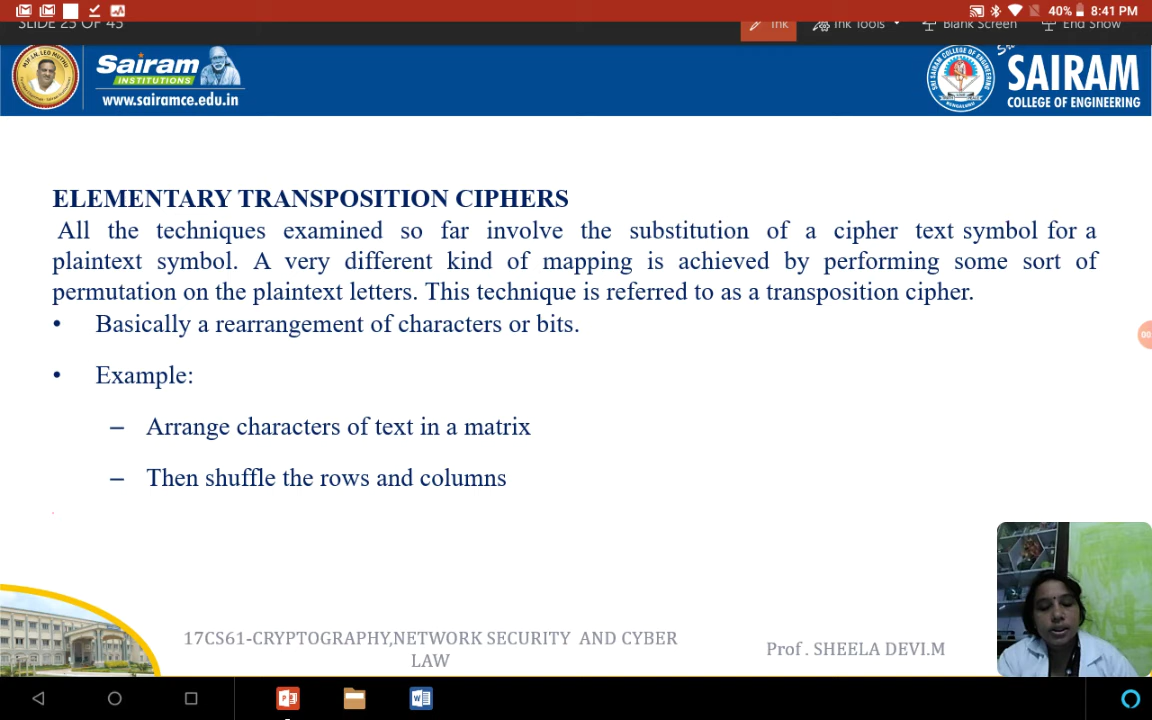 40% 8:41 PM
SLIDE 25 OF 45
Ink Ink Tools Blank Screen End Show
Sairam
INSTITUTIONS
www.sairamce.edu.in
SAIRAM
COLLEGE OF ENGINEERING
ELEMENTARY TRANSPOSITION CIPHERS
All the techniques examined so far involve the substitution of a cipher text symbol for a
plaintext symbol. A very different kind of mapping is achieved by performing some sort of
permutation on the plaintext letters. This technique is referred to as a transposition cipher.
• Basically a rearrangement of characters or bits.
• Example:
– Arrange characters of text in a matrix
– Then shuffle the rows and columns
17CS61-CRYPTOGRAPHY,NETWORK SECURITY AND CYBER
LAW
Prof . SHEELA DEVI.M